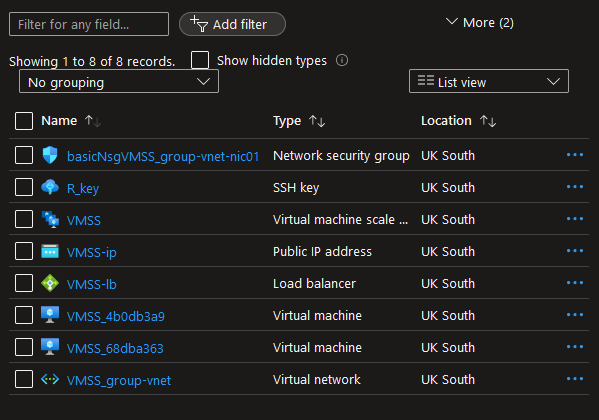 Filter for any field...
Add filter
More (2)
Showing 1 to 8 of 8 records.
Show hidden types
No grouping
List view
Name Type Location
basicNsgVMSS_group-vnet-nic01 Network security group UK South
R_key SSH key UK South
VMSS Virtual machine scale ... UK South
VMSS-ip Public IP address UK South
VMSS-lb Load balancer UK South
VMSS_4b0db3a9 Virtual machine UK South
VMSS_68dba363 Virtual machine UK South
VMSS_group-vnet Virtual network UK South